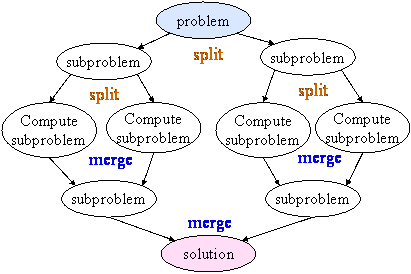 problem
split
subproblem
subproblem
split
split
Compute
subproblem
Compute
subproblem
Compute
subproblem
Compute
subproblem
merge
merge
subproblem
subproblem
merge
solution